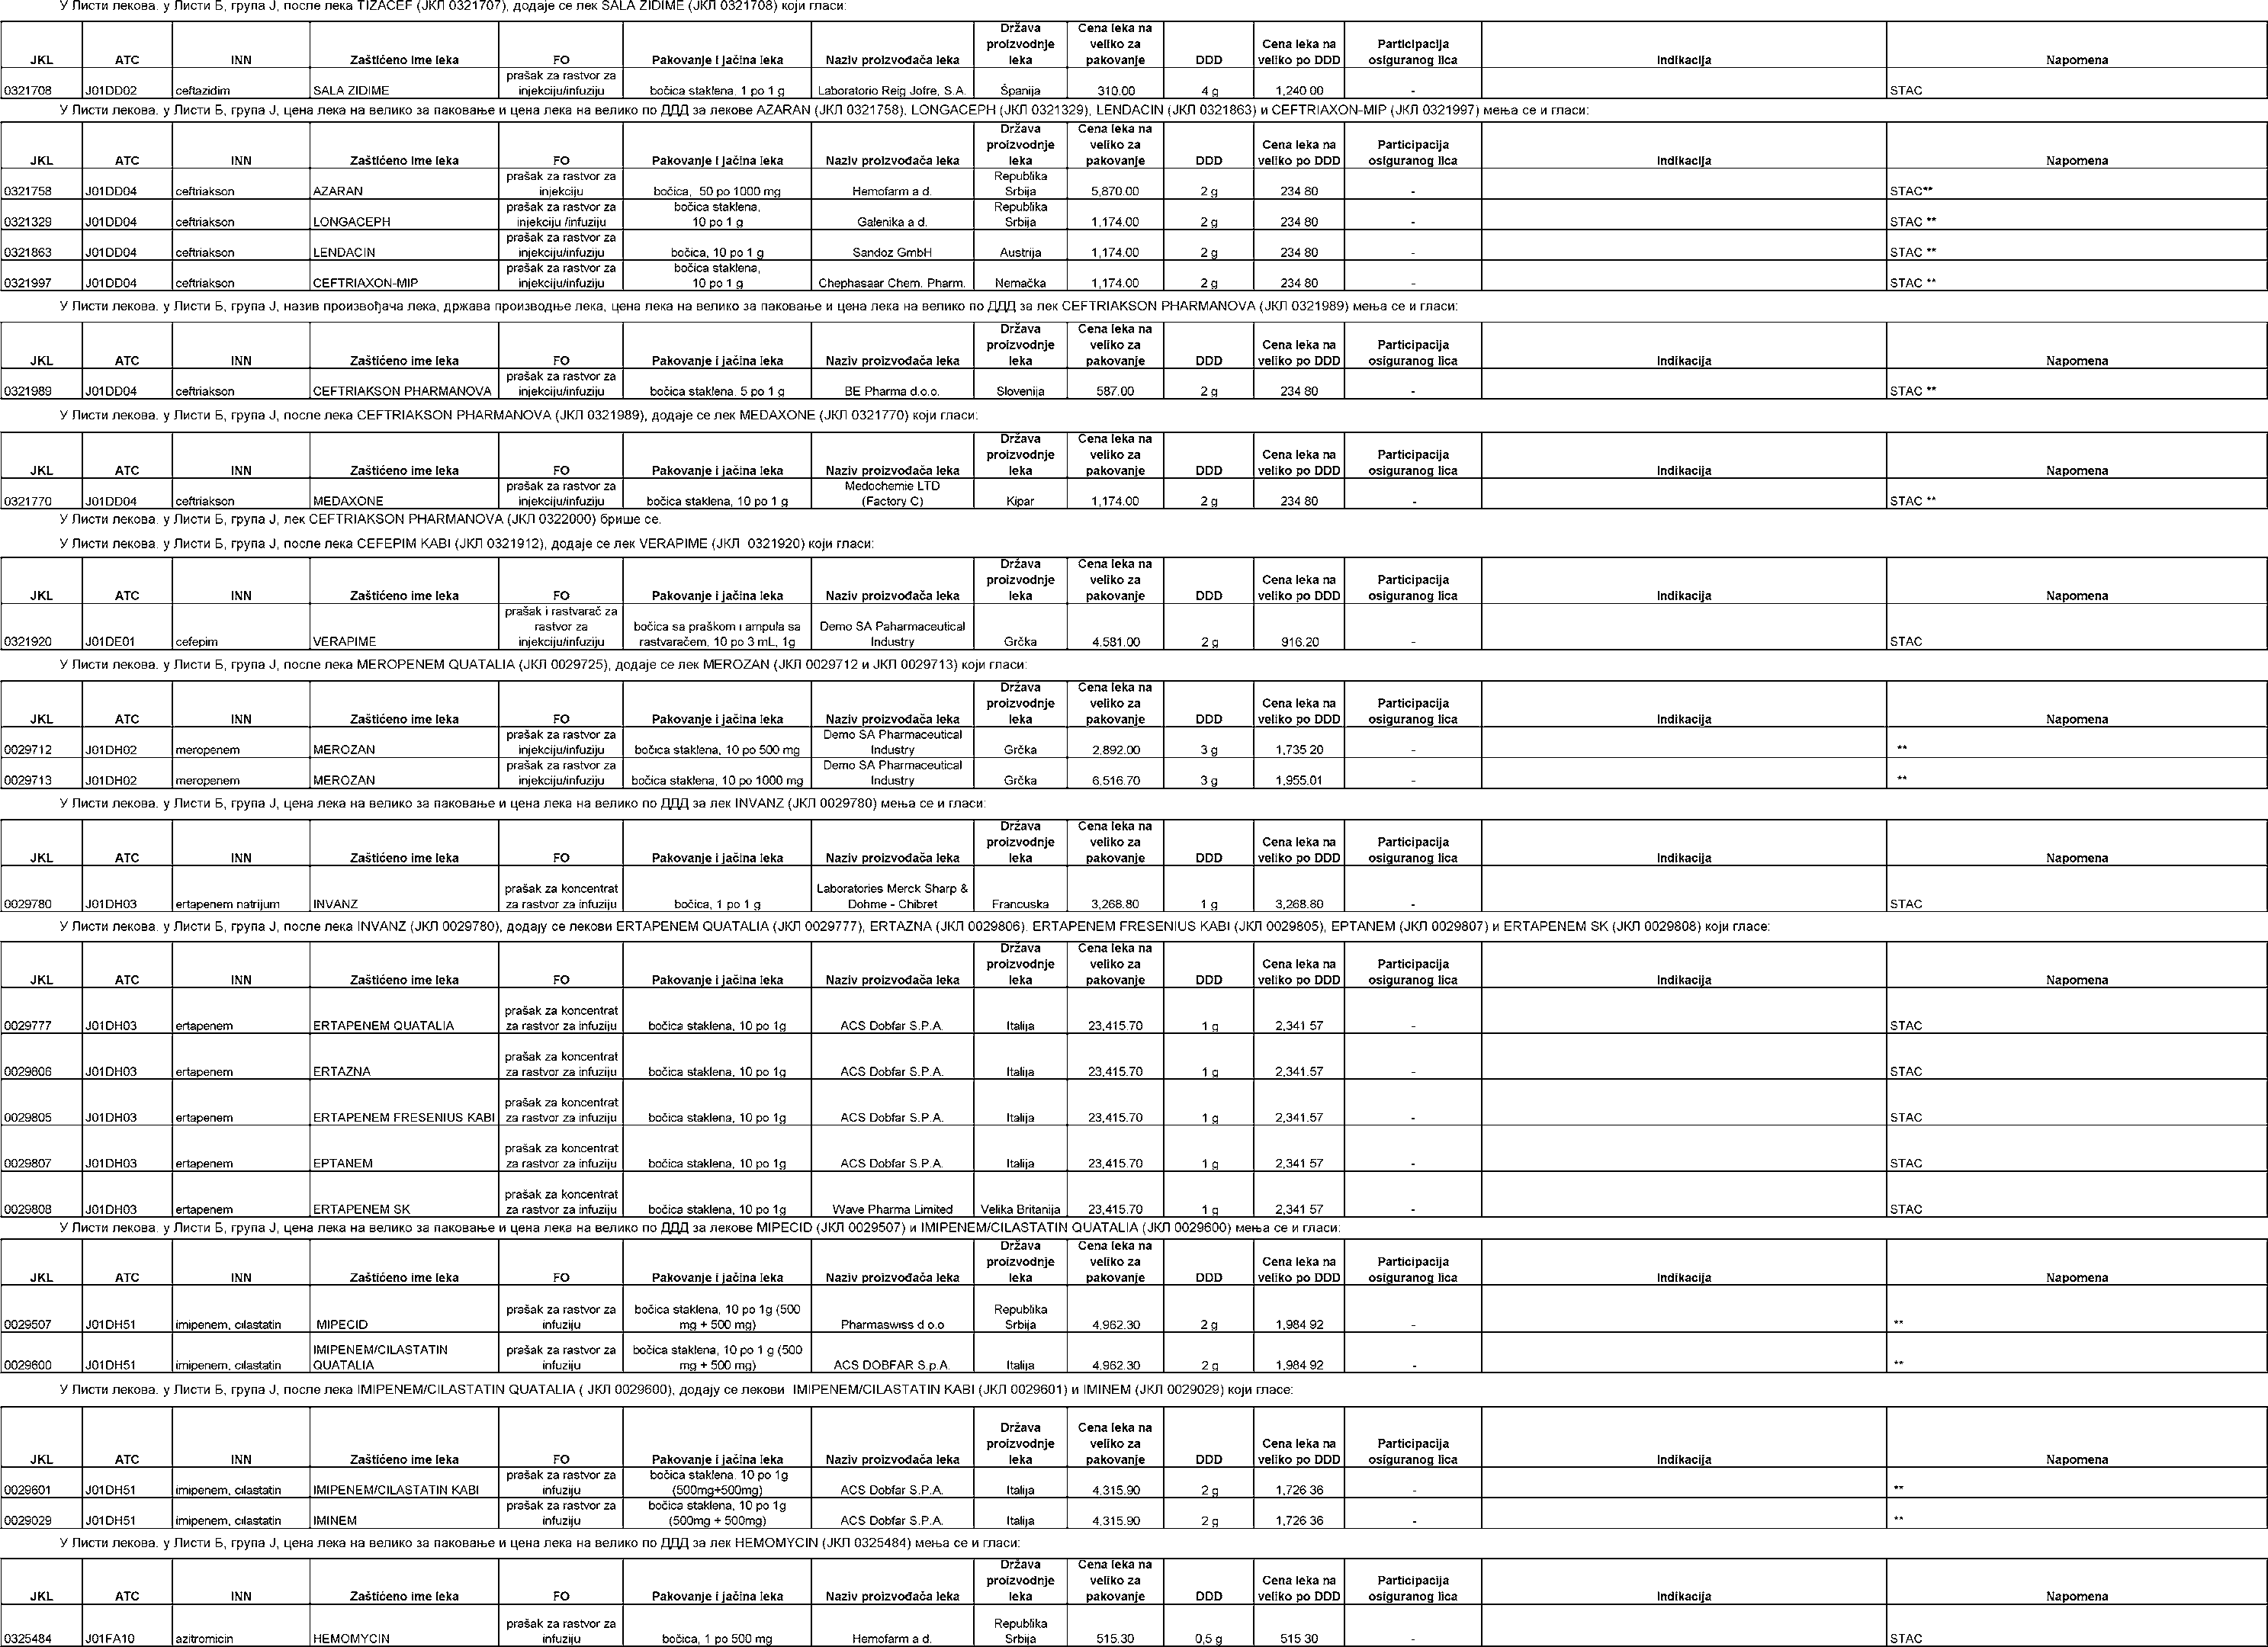 У Листи лекова. у Листи Б, група Ј, после лека TIZACEF (ЈКЛ 0321707), додаје се лек SALA ZIDIME (ЈКЛ 0321708) који гласи:
JKL ATC INN Zaštićeno ime leka FO Pakovanje i jačina leka Naziv proizvođača leka Država proizvodnje leka Cena leka na veliko za pakovanje DDD Cena leka na veliko po DDD Participacija osiguranog lica Indikacija Napomena
0321708 J01DD02 ceftazidim SALA ZIDIME prašak za rastvor za injekciju/infuziju bočica staklena, 1 po 1 g Laboratorio Reig Jofre, S.A. Španija 310.00 4 g 1,240 00 - STAC
У Листи лекова. у Листи Б, група Ј, цена лека на велико за паковање и цена лека на велико по ДДД за лекове AZARAN (ЈКЛ 0321758), LONGACEPH (ЈКЛ 0321329), LENDACIN (ЈКЛ 0321863) и CEFTRIAXON-MIP (ЈКЛ 0321997) мења се и гласи:
JKL ATC INN Zaštićeno ime leka FO Pakovanje i jačina leka Naziv proizvođača leka Država proizvodnje leka Cena leka na veliko za pakovanje DDD Cena leka na veliko po DDD Participacija osiguranog lica Indikacija Napomena
0321758 J01DD04 ceftriakson AZARAN prašak za rastvor za injekciju bočica, 50 po 1000 mg Hemofarm a d. Republika Srbija 5,870.00 2 g 234 80 - STAC**
0321329 J01DD04 ceftriakson LONGACEPH prašak za rastvor za injekciju /infuziju bočica staklena, 10 po 1 g Galenika a d. Republika Srbija 1,174.00 2 g 234 80 - STAC **
0321863 J01DD04 ceftriakson LENDACIN prašak za rastvor za injekciju/infuziju bočica, 10 po 1 g Sandoz GmbH Austrija 1,174.00 2 g 234 80 - STAC **
0321997 J01DD04 ceftriakson CEFTRIAXON-MIP prašak za rastvor za injekciju/infuziju bočica staklena, 10 po 1 g Chephasaar Chem. Pharm. Nemačka 1,174.00 2 g 234 80 - STAC **
У Листи лекова. у Листи Б, група Ј, назив произвођача лека, држава производње лека, цена лека на велико за паковање и цена лека на велико по ДДД за лек CEFTRIAKSON PHARMANOVA (ЈКЛ 0321989) мења се и гласи:
JKL ATC INN Zaštićeno ime leka FO Pakovanje i jačina leka Naziv proizvođača leka Država proizvodnje leka Cena leka na veliko za pakovanje DDD Cena leka na veliko po DDD Participacija osiguranog lica Indikacija Napomena
0321989 J01DD04 ceftriakson CEFTRIAKSON PHARMANOVA prašak za rastvor za injekciju/infuziju bočica staklena. 5 po 1 g BE Pharma d.o.o. Slovenija 587.00 2 g 234 80 - STAC **
У Листи лекова. у Листи Б, група Ј, после лека CEFTRIAKSON PHARMANOVA (ЈКЛ 0321989), додаје се лек MEDAXONE (ЈКЛ 0321770) који гласи:
JKL ATC INN Zaštićeno ime leka FO Pakovanje i jačina leka Naziv proizvođača leka Država proizvodnje leka Cena leka na veliko za pakovanje DDD Cena leka na veliko po DDD Participacija osiguranog lica Indikacija Napomena
0321770 J01DD04 ceftriakson MEDAXONE prašak za rastvor za injekciju/infuziju bočica staklena, 10 po 1 g Medochemie LTD (Factory C) Kipar 1,174.00 2 g 234 80 - STAC **
У Листи лекова. у Листи Б, група Ј, лек CEFTRIAKSON PHARMANOVA (ЈКЛ 0322000) брише се.
У Листи лекова. у Листи Б, група Ј, после лека CEFEPIM KABI (ЈКЛ 0321912), додаје се лек VERAPIME (ЈКЛ 0321920) који гласи:
JKL ATC INN Zaštićeno ime leka FO Pakovanje i jačina leka Naziv proizvođača leka Država proizvodnje leka Cena leka na veliko za pakovanje DDD Cena leka na veliko po DDD Participacija osiguranog lica Indikacija Napomena
0321920 J01DE01 cefepim VERAPIME prašak i rastvarač za rastvor za injekciju/infuziju bočica sa praškom i ampula sa rastvaračem, 10 po 3 mL, 1g Demo SA Paharmaceutical Industry Grčka 4.581.00 2 g 916.20 - STAC
У Листи лекова. у Листи Б, група Ј, после лека MEROPENEM QUATALIA (ЈКЛ 0029725), додаје се лек MEROZAN (ЈКЛ 0029712 и ЈКЛ 0029713) који гласи:
JKL ATC INN Zaštićeno ime leka FO Pakovanje i jačina leka Naziv proizvođača leka Država proizvodnje leka Cena leka na veliko za pakovanje DDD Cena leka na veliko po DDD Participacija osiguranog lica Indikacija Napomena
0029712 J01DH02 meropenem MEROZAN prašak za rastvor za injekciju/infuziju bočica staklena, 10 po 500 mg Demo SA Pharmaceutical Industry Grčka 2,892.00 3 g 1,735 20 - **
0029713 J01DH02 meropenem MEROZAN prašak za rastvor za injekciju/infuziju bočica staklena, 10 po 1000 mg Demo SA Pharmaceutical Industry Grčka 6,516.70 3 g 1,955.01 - **
У Листи лекова. у Листи Б, група Ј, цена лека на велико за паковање и цена лека на велико по ДДД за лек INVANZ (ЈКЛ 0029780) мења се и гласи:
JKL ATC INN Zaštićeno ime leka FO Pakovanje i jačina leka Naziv proizvođača leka Država proizvodnje leka Cena leka na veliko za pakovanje DDD Cena leka na veliko po DDD Participacija osiguranog lica Indikacija Napomena
0029780 J01DH03 ertapenem natrijum INVANZ prašak za koncentrat za rastvor za infuziju bočica, 1 po 1 g Laboratories Merck Sharp & Dohme - Chibret Francuska 3,268.80 1 g 3,268.80 - STAC
У Листи лекова. у Листи Б, група Ј, после лека INVANZ (ЈКЛ 0029780), додају се лекови ERTAPENEM QUATALIA (ЈКЛ 0029777), ERTAZNA (ЈКЛ 0029806). ERTAPENEM FRESENIUS KABI (ЈКЛ 0029805), EPTANEM (ЈКЛ 0029807) и ERTAPENEM SK (ЈКЛ 0029808) који гласе:
JKL ATC INN Zaštićeno ime leka FO Pakovanje i jačina leka Naziv proizvođača leka Država proizvodnje leka Cena leka na veliko za pakovanje DDD Cena leka na veliko po DDD Participacija osiguranog lica Indikacija Napomena
0029777 J01DH03 ertapenem ERTAPENEM QUATALIA prašak za koncentrat za rastvor za infuziju bočica staklena, 10 po 1g ACS Dobfar S.P.A. Italija 23,415.70 1 g 2,341 57 - STAC
0029806 J01DH03 ertapenem ERTAZNA prašak za koncentrat za rastvor za infuziju bočica staklena, 10 po 1g ACS Dobfar S.P.A. Italija 23,415.70 1 g 2,341.57 - STAC
0029805 J01DH03 ertapenem ERTAPENEM FRESENIUS KABI prašak za koncentrat za rastvor za infuziju bočica staklena, 10 po 1g ACS Dobfar S.P.A. Italija 23,415.70 1 g 2,341.57 - STAC
0029807 J01DH03 ertapenem EPTANEM prašak za koncentrat za rastvor za infuziju bočica staklena, 10 po 1g ACS Dobfar S.P.A. Italija 23,415.70 1 g 2,341 57 - STAC
0029808 J01DH03 ertapenem ERTAPENEM SK prašak za koncentrat za rastvor za infuziju bočica staklena, 10 po 1g Wave Pharma Limited Velika Britanija 23,415.70 1 g 2,341 57 - STAC
У Листи лекова. у Листи Б, група Ј, цена лека на велико за паковање и цена лека на велико по ДДД за лекове MIPECID (ЈКЛ 0029507) и IMIPENEM/CILASTATIN QUATALIA (ЈКЛ 0029600) мења се и гласи:
JKL ATC INN Zaštićeno ime leka FO Pakovanje i jačina leka Naziv proizvođača leka Država proizvodnje leka Cena leka na veliko za pakovanje DDD Cena leka na veliko po DDD Participacija osiguranog lica Indikacija Napomena
0029507 J01DH51 imipenem, cilastatin MIPECID prašak za rastvor za infuziju bočica staklena, 10 po 1g (500 mg + 500 mg) Pharmaswiss d o.o Republika Srbija 4,962.30 2 g 1,984 92 - **
0029600 J01DH51 imipenem, cilastatin IMIPENEM/CILASTATIN QUATALIA prašak za rastvor za infuziju bočica staklena, 10 po 1 g (500 mg + 500 mg) ACS DOBFAR S.p.A. Italija 4,962.30 2 g 1,984 92 - **
У Листи лекова. у Листи Б, група Ј, после лека IMIPENEM/CILASTATIN QUATALIA ( ЈКЛ 0029600), додају се лекови IMIPENEM/CILASTATIN KABI (ЈКЛ 0029601) и IMINEM (ЈКЛ 0029029) који гласе:
JKL ATC INN Zaštićeno ime leka FO Pakovanje i jačina leka Naziv proizvođača leka Država proizvodnje leka Cena leka na veliko za pakovanje DDD Cena leka na veliko po DDD Participacija osiguranog lica Indikacija Napomena
0029601 J01DH51 imipenem, cilastatin IMIPENEM/CILASTATIN KABI prašak za rastvor za infuziju bočica staklena. 10 po 1g (500mg+500mg) ACS Dobfar S.P.A. Italija 4,315.90 2 g 1,726 36 - **
0029029 J01DH51 imipenem, cilastatin IMINEM prašak za rastvor za infuziju bočica staklena, 10 po 1g (500mg + 500mg) ACS Dobfar S.P.A. Italija 4,315.90 2 g 1,726 36 - **
У Листи лекова. у Листи Б, група Ј, цена лека на велико за паковање и цена лека на велико по ДДД за лек HEMOMYCIN (ЈКЛ 0325484) мења се и гласи:
JKL ATC INN Zaštićeno ime leka FO Pakovanje i jačina leka Naziv proizvođača leka Država proizvodnje leka Cena leka na veliko za pakovanje DDD Cena leka na veliko po DDD Participacija osiguranog lica Indikacija Napomena
0325484 J01FA10 azitromicin HEMOMYCIN prašak za rastvor za infuziju bočica, 1 po 500 mg Hemofarm a d. Republika Srbija 515.30 0,5 g 515 30 - STAC